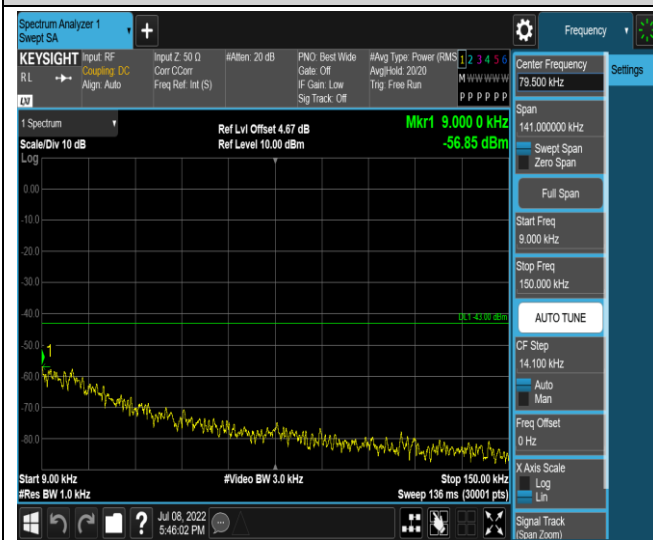 Spectrum Analyzer 1
Swept SA
+
Frequency
KEYSIGHT
RL
LXI
Input: RF
Coupling: DC
Align: Auto
Input Z: 50 Ω
Corr CCorr
Freq Ref: Int (S)
#Atten: 20 dB
PNO: Best Wide
Gate: Off
IF Gain: Low
Sig Track: Off
#Avg Type: Power (RMS
Avg|Hold: 20/20
Trig: Free Run
1 2 3 4 5 6
M W W W W W
P P P P P P
Center Frequency
79.500 kHz
Settings
Span
141.000000 kHz
Swept Span
Zero Span
Full Span
Start Freq
9.000 kHz
Stop Freq
150.000 kHz
AUTO TUNE
CF Step
14.100 kHz
Auto
Man
Freq Offset
0 Hz
X Axis Scale
Log
Lin
Signal Track
(Span Zoom)
1 Spectrum
Scale/Div 10 dB
Log
Ref Lvl Offset 4.67 dB
Ref Level 10.00 dBm
Mkr1 9.000 0 kHz
-56.85 dBm
0.00
-10.0
-20.0
-30.0
-40.0
DL1 -43.00 dBm
-50.0
1
-60.0
-70.0
-80.0
Start 9.00 kHz
#Res BW 1.0 kHz
#Video BW 3.0 kHz
Stop 150.00 kHz
Sweep 136 ms (30001 pts)
?
Jul 08, 2022
5:46:02 PM